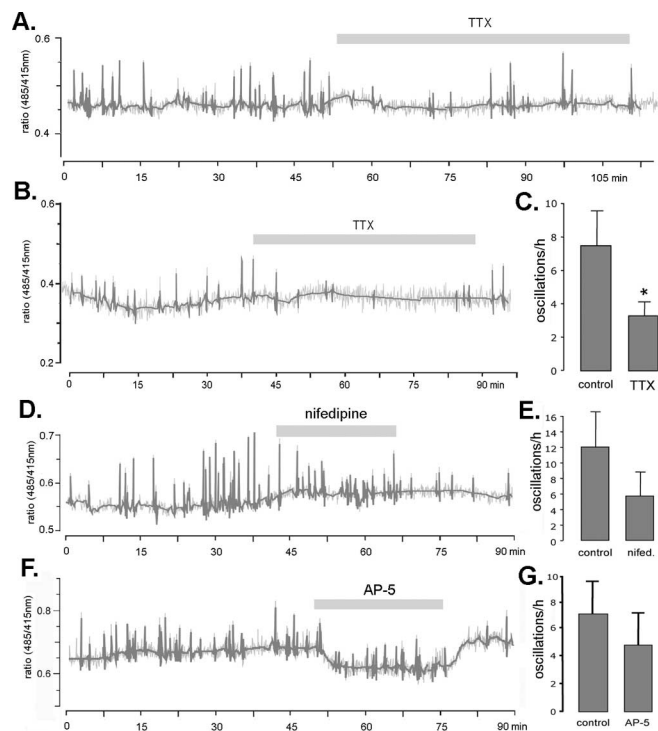 A.
TTX
ratio (485/415nm)
0.6
0.4
0 15 30 45 60 75 90 105 min
B.
TTX
ratio (485/415nm)
0.6
0.4
0.2
0 15 30 45 60 75 90 min
C.
oscillations/h
10
8
6
4
2
0
*
control TTX
D.
nifedipine
ratio (485/415nm)
0.7
0.6
0.5
0 15 30 45 60 75 90 min
E.
oscillations/h
16
14
12
10
8
6
4
2
0
control nifed.
F.
AP-5
ratio (485/415nm)
0.8
0.6
0 15 30 45 60 75 90 min
G.
oscillations/h
10
8
6
4
2
0
control AP-5